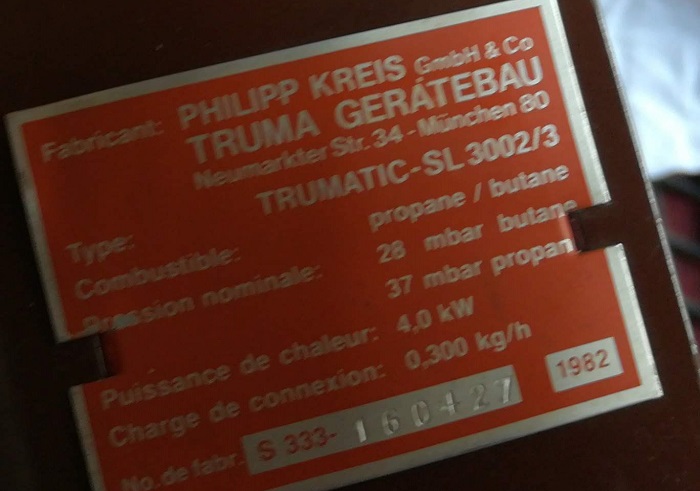 Fabricant: PHILIPP KREIS GmbH & Co
TRUMA GERÄTEBAU
Neumarkter Str. 34 - München 80
Type: TRUMATIC-SL 3002/3
Combustible: propane / butane
Pression nominale: 28 mbar butane
37 mbar propan
Puissance de chaleur: 4,0 kW
Charge de connexion: 0,300 kg/h
No. de fabr. S 333- 160427 1982